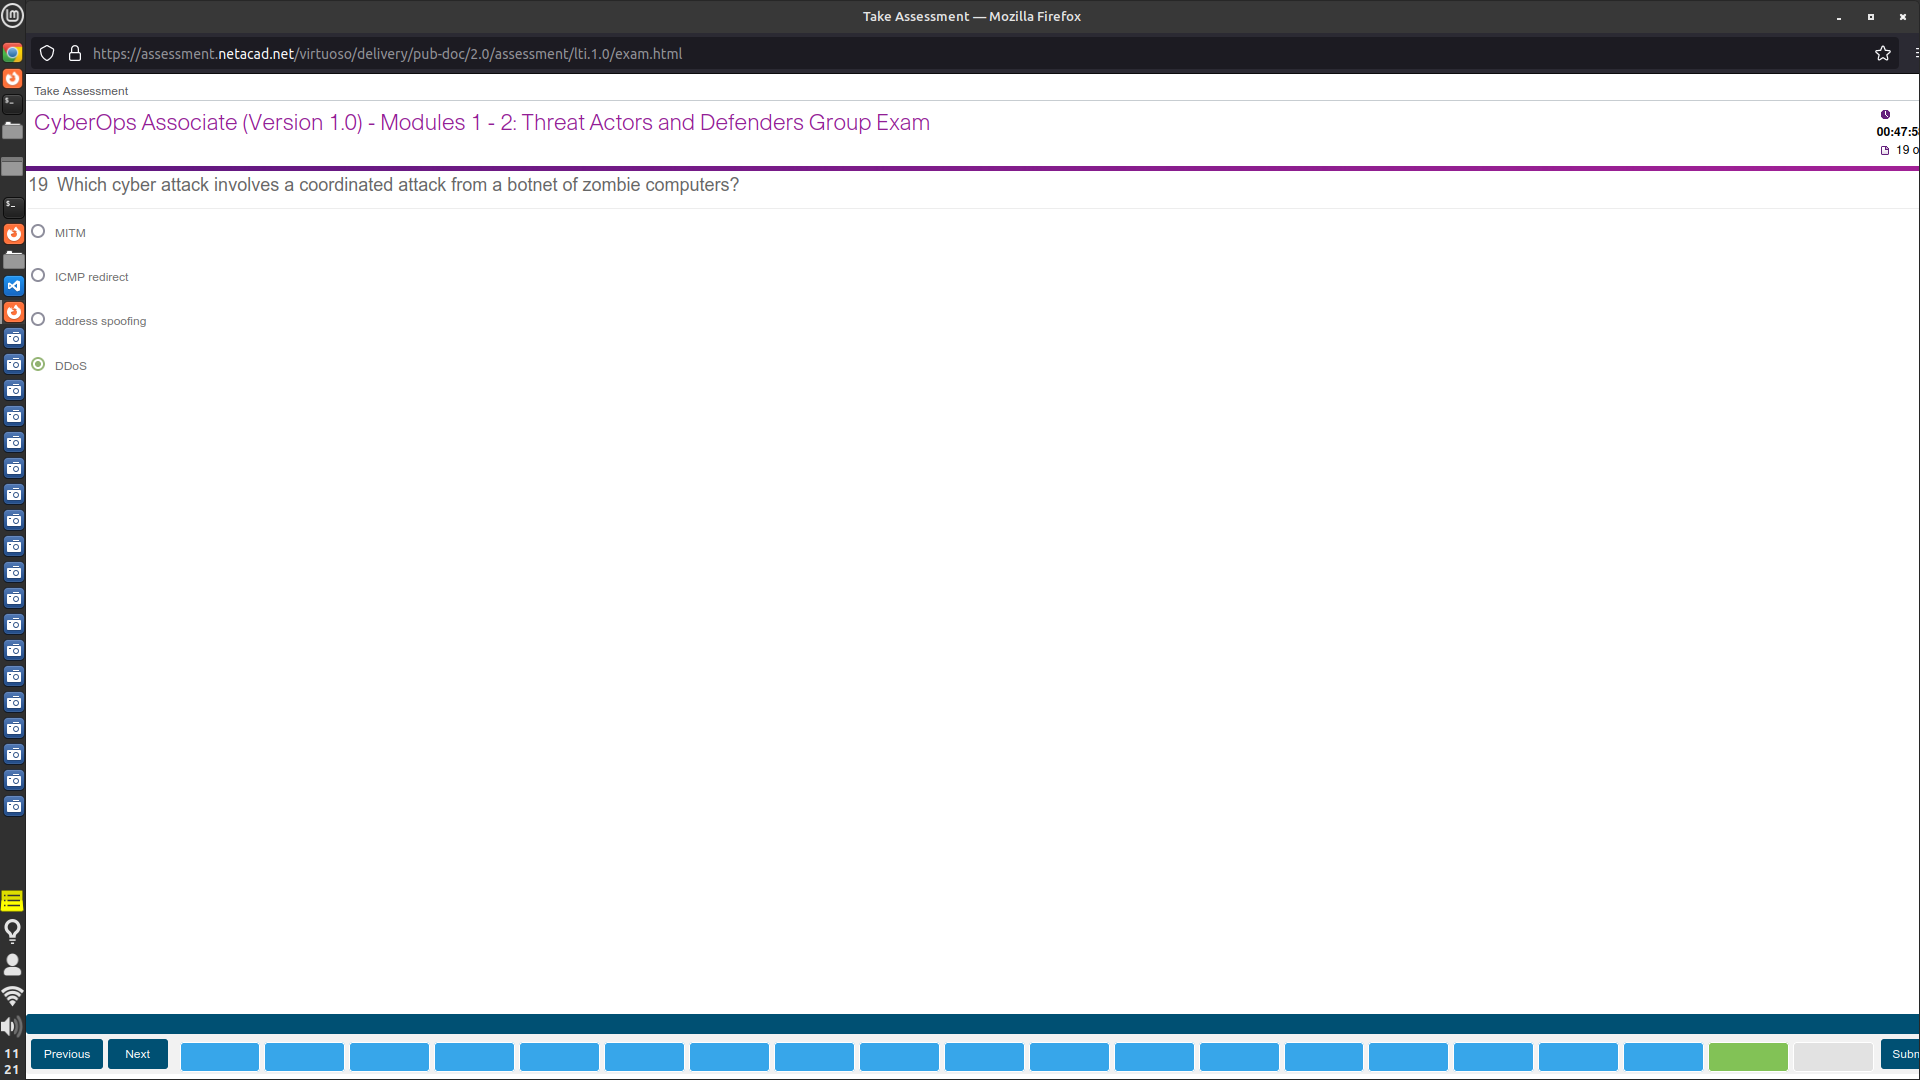 Take Assessment — Mozilla Firefox
https://assessment.netacad.net/virtuoso/delivery/pub-doc/2.0/assessment/lti.1.0/exam.html
Take Assessment
CyberOps Associate (Version 1.0) - Modules 1 - 2: Threat Actors and Defenders Group Exam
00:47:5
19 o
19 Which cyber attack involves a coordinated attack from a botnet of zombie computers?
MITM
ICMP redirect
address spoofing
DDoS
Previous
Next
Subm
11
21